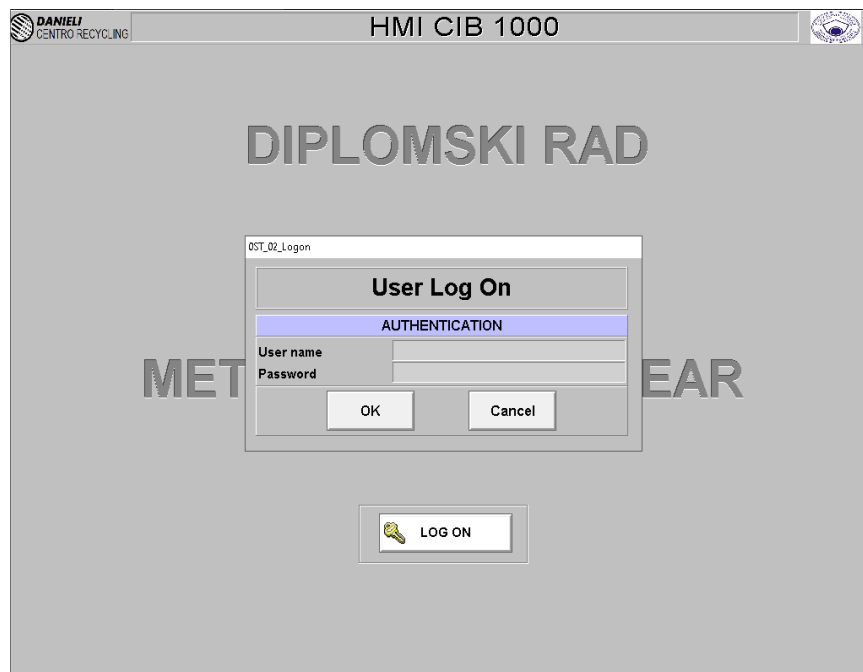 DANIELI
CENTRO RECYCLING
HMI CIB 1000
DIPLOMSKI RAD
OST_02_Logon
User Log On
AUTHENTICATION
User name
Password
MET
EAR
OK
Cancel
LOG ON